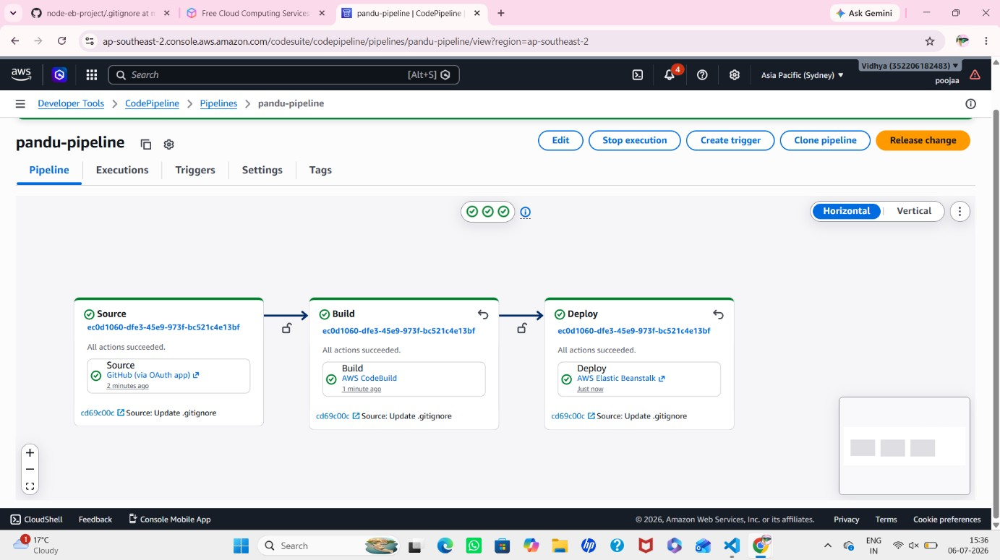 node-eb-project/.gitignore at m
Free Cloud Computing Services
pandu-pipeline | CodePipeline
Ask Gemini
ap-southeast-2.console.aws.amazon.com/codesuite/codepipeline/pipelines/pandu-pipeline/view?region=ap-southeast-2
aws
Search [Alt+S]
4
Asia Pacific (Sydney)
Vidhya (352206182483)
poojaa
Developer Tools
CodePipeline
Pipelines
pandu-pipeline
pandu-pipeline
Edit
Stop execution
Create trigger
Clone pipeline
Release change
Pipeline
Executions
Triggers
Settings
Tags
Horizontal
Vertical
Source
ec0d1060-dfe3-45e9-973f-bc521c4e13bf
All actions succeeded.
Source
GitHub (via OAuth app)
2 minutes ago
cd69c00c Source: Update .gitignore
Build
ec0d1060-dfe3-45e9-973f-bc521c4e13bf
All actions succeeded.
Build
AWS CodeBuild
1 minute ago
cd69c00c Source: Update .gitignore
Deploy
ec0d1060-dfe3-45e9-973f-bc521c4e13bf
All actions succeeded.
Deploy
AWS Elastic Beanstalk
Just now
cd69c00c Source: Update .gitignore
CloudShell
Feedback
Console Mobile App
© 2026, Amazon Web Services, Inc. or its affiliates.
Privacy
Terms
Cookie preferences
1
17°C
Cloudy
Search
hp
ENG
IN
15:36
06-07-2026